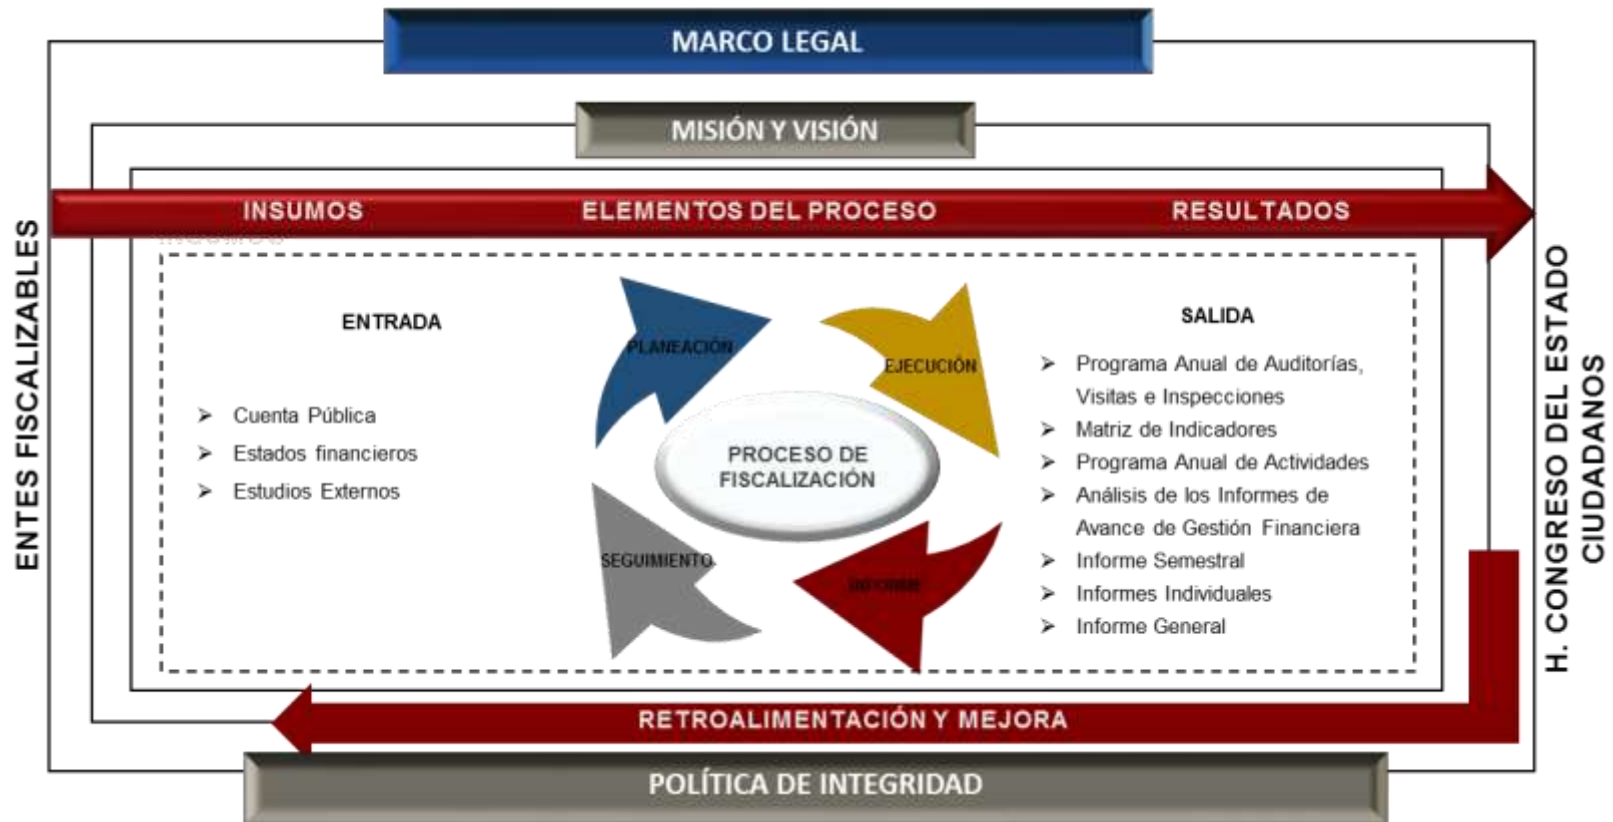 MARCO LEGAL
MISIÓN Y VISIÓN
INSUMOS
ELEMENTOS DEL PROCESO
RESULTADOS
ENTES FISCALIZABLES
ENTRADA
➢ Cuenta Pública
➢ Estados financieros
➢ Estudios Externos
PLANEACIÓN
EJECUCIÓN
PROCESO DE
FISCALIZACIÓN
SEGUIMIENTO
INFORME
SALIDA
➢ Programa Anual de Auditorías,
Visitas e Inspecciones
➢ Matriz de Indicadores
➢ Programa Anual de Actividades
➢ Análisis de los Informes de
Avance de Gestión Financiera
➢ Informe Semestral
➢ Informes Individuales
➢ Informe General
H. CONGRESO DEL ESTADO
CIUDADANOS
RETROALIMENTACIÓN Y MEJORA
POLÍTICA DE INTEGRIDAD